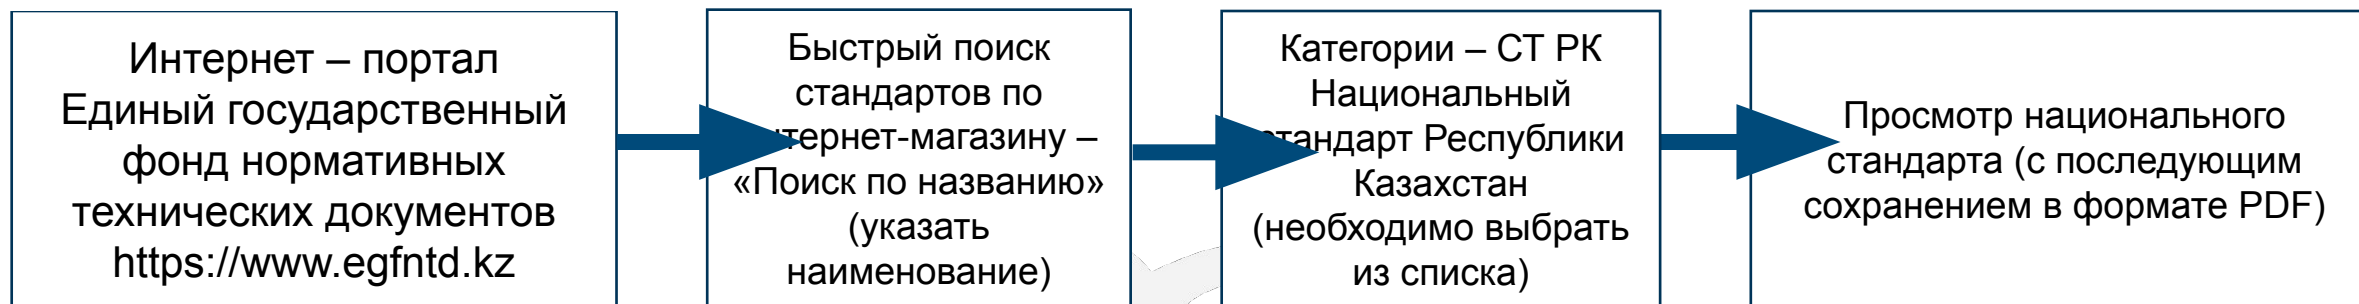 Интернет – портал
Единый государственный
фонд нормативных
технических документов
https://www.egfntd.kz
Быстрый поиск
стандартов по
нтернет-магазину –
«Поиск по названию»
(указать
наименование)
Категории – СТ РК
Национальный
стандарт Республики
Казахстан
(необходимо выбрать
из списка)
Просмотр национального
стандарта (с последующим
сохранением в формате PDF)